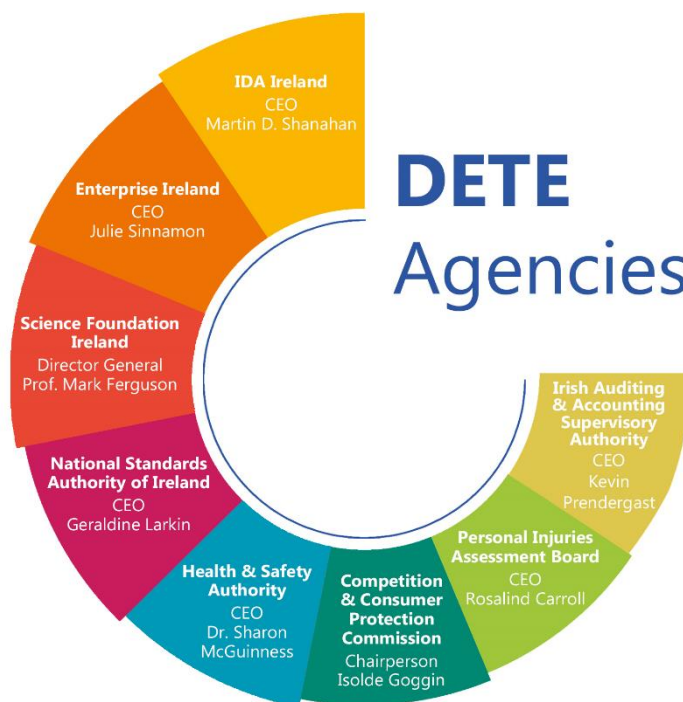 DETE
Agencies
IDA Ireland
CEO
Martin D. Shanahan
Enterprise Ireland
CEO
Julie Sinnamon
Science Foundation
Ireland
Director General
Prof. Mark Ferguson
National Standards
Authority of Ireland
CEO
Geraldine Larkin
Health & Safety
Authority
CEO
Dr. Sharon
McGuinness
Competition
& Consumer
Protection
Commission
Chairperson
Isolde Goggin
Personal Injuries
Assessment Board
CEO
Rosalind Carroll
Irish Auditing
& Accounting
Supervisory
Authority
CEO
Kevin
Prendergast